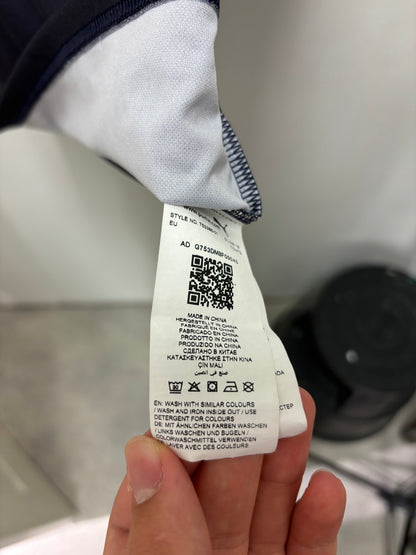 STYLE NO.
EU
AD
MADE IN CHINA
HERGESTELLT IN CHINA
FABRIQUÉ EN CHINE
FABRICADO EN CHINA
PRODOTTO IN CHINA
PRODUZIDO NA CHINA
СДЕЛАНО В КИТАЕ
ΚΑΤΑΣΚΕΥΑΣΤΗΚΕ ΣΤΗΝ ΚΙΝΑ
ÇİN MALI
صنع في الصين
EN: WASH WITH SIMILAR COLOURS
/ WASH AND IRON INSIDE OUT / USE
DETERGENT FOR COLOURS
DE: MIT ÄHNLICHEN FARBEN WASCHEN
/ LINKS WASCHEN UND BÜGELN /
COLORWASCHMITTEL VERWENDEN
LAVER AVEC DES COULEURS